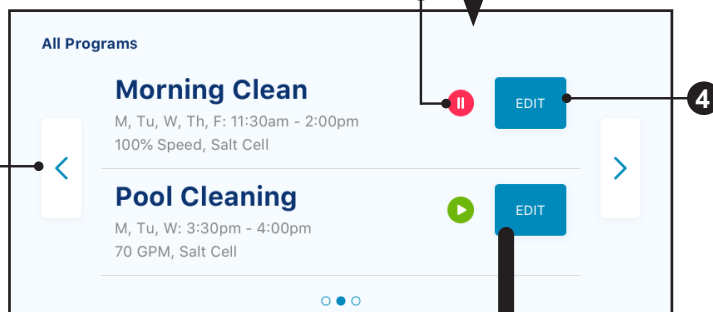 All Programs
Morning Clean
M, Tu, W, Th, F: 11:30am - 2:00pm
100% Speed, Salt Cell
EDIT
4
Pool Cleaning
M, Tu, W: 3:30pm - 4:00pm
70 GPM, Salt Cell
EDIT